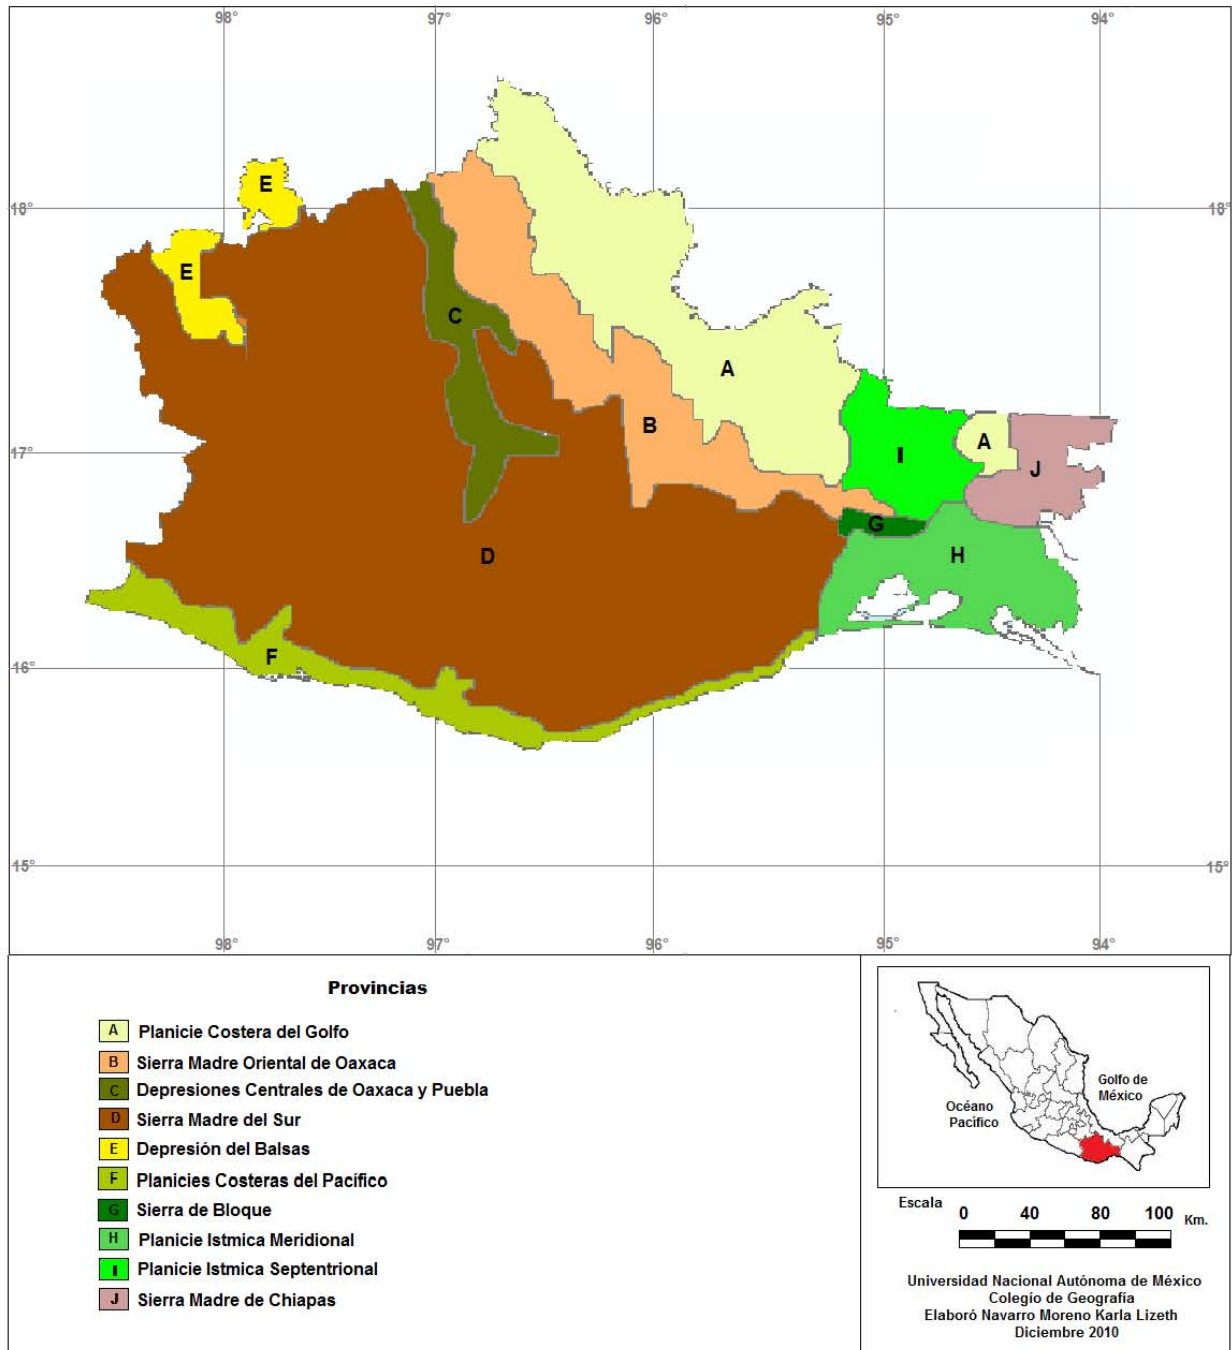 98° 97° 96° 95° 94°
E
18° 18°
E
C
A
B
17° A
I J
G
D H
F
16°
15° 15°
98° 97° 96° 95° 94°
Provincias
A Planicie Costera del Golfo
B Sierra Madre Oriental de Oaxaca
C Depresiones Centrales de Oaxaca y Puebla
D Sierra Madre del Sur
E Depresión del Balsas
F Planicies Costeras del Pacífico
G Sierra de Bloque
H Planicie Istmica Meridional
I Planicie Istmica Septentrional
J Sierra Madre de Chiapas
Golfo de
México
Océano
Pacifico
Escala 0 40 80 100 Km.
Universidad Nacional Autónoma de México
Colegio de Geografía
Elaboró Navarro Moreno Karla Lizeth
Diciembre 2010